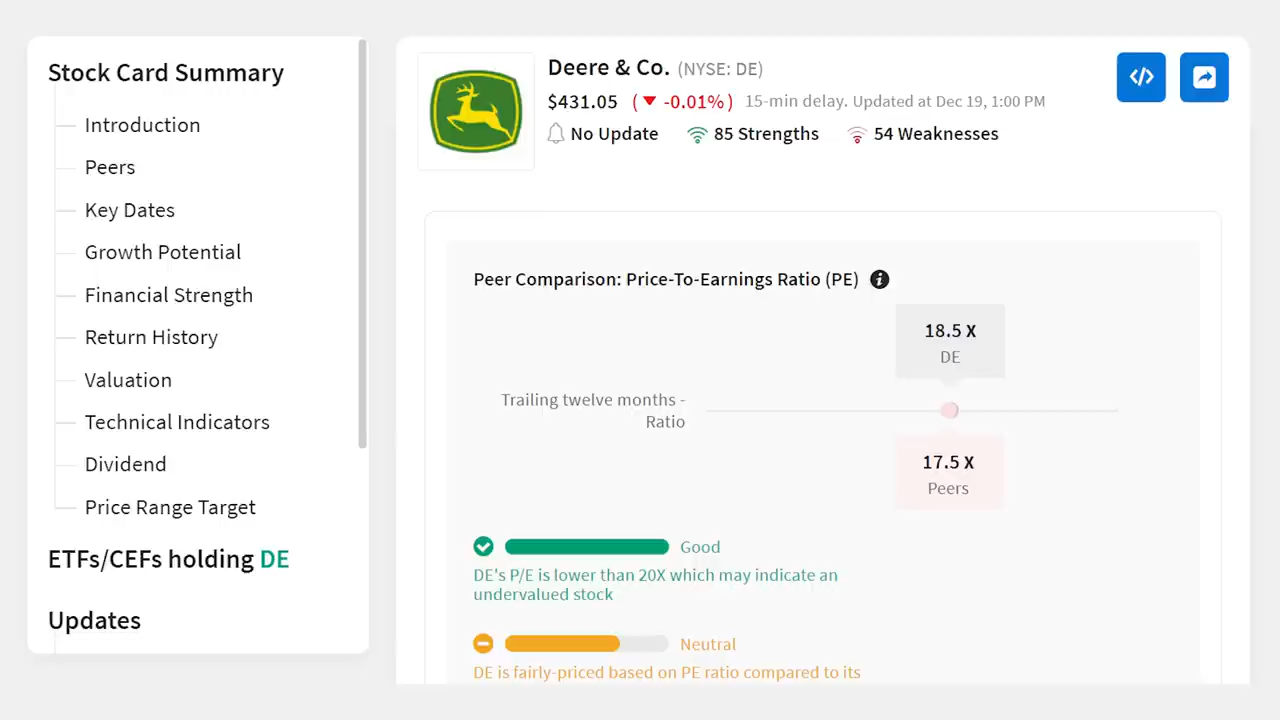 Stock Card Summary
Introduction
Peers
Key Dates
Growth Potential
Financial Strength
Return History
Valuation
Technical Indicators
Dividend
Price Range Target
ETFs/CEFs holding DE
Updates
Deere & Co. (NYSE: DE)
$431.05 ( ▼ -0.01% ) 15-min delay. Updated at Dec 19, 1:00 PM
No Update 85 Strengths 54 Weaknesses
Peer Comparison: Price-To-Earnings Ratio (PE)
18.5 X
DE
Trailing twelve months -
Ratio
17.5 X
Peers
Good
DE's P/E is lower than 20X which may indicate an
undervalued stock
Neutral
DE is fairly-priced based on PE ratio compared to its